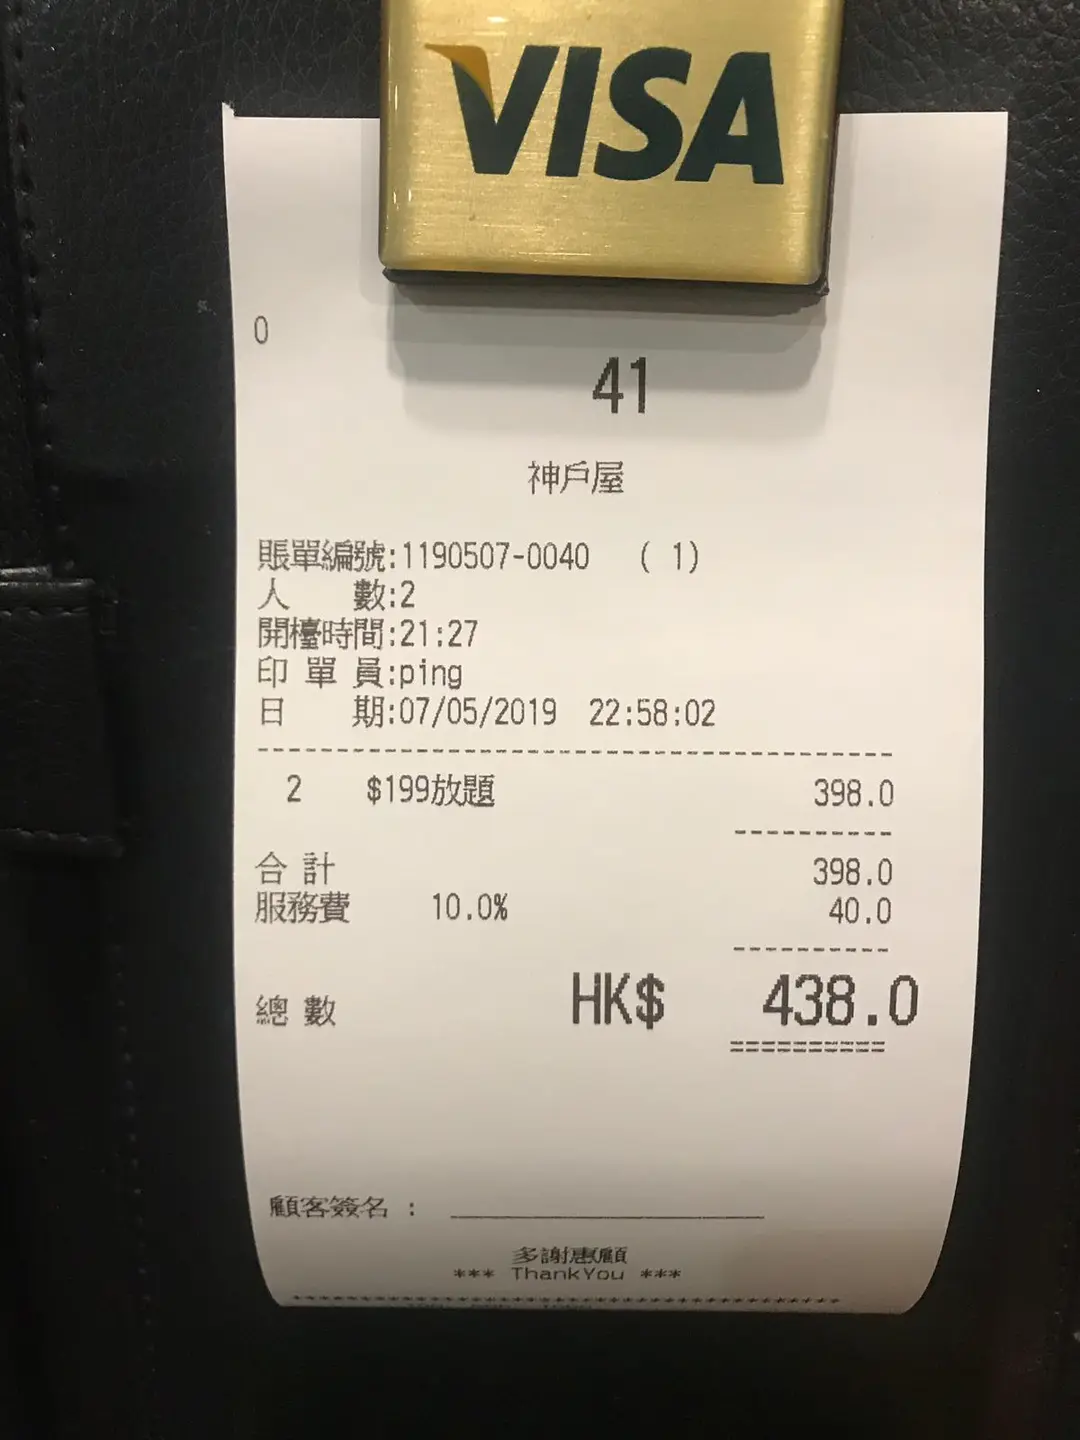 VISA
0
41
神戶屋
賬單編號:1190507-0040 ( 1)
人 數:2
開檯時間:21:27
印 單 員:ping
日 期:07/05/2019 22:58:02
2 $199放題 398.0
合 計 398.0
服務費 10.0% 40.0
總 數 HK$ 438.0
顧客簽名 :
多謝惠顧
*** ThankYou ***